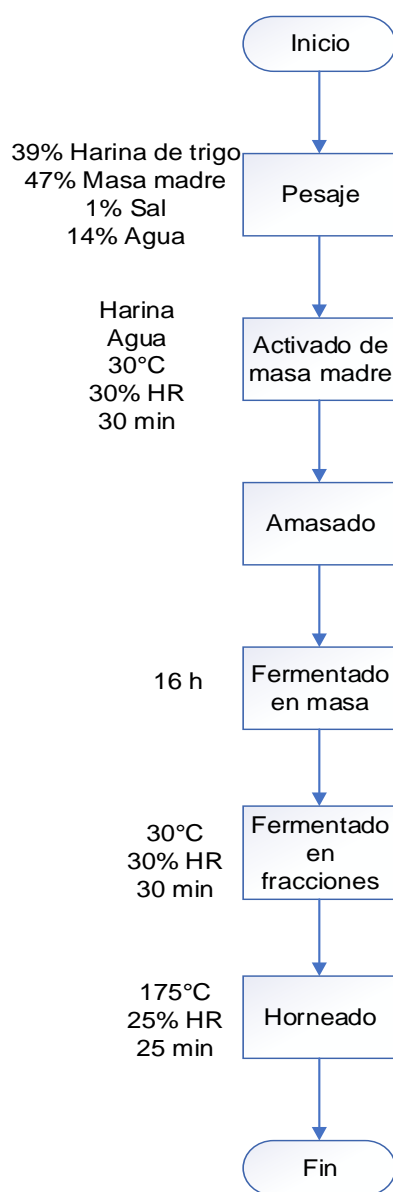 Inicio
39% Harina de trigo
47% Masa madre
1% Sal
14% Agua
Pesaje
Harina
Agua
30°C
30% HR
30 min
Activado de
masa madre
Amasado
16 h
Fermentado
en masa
30°C
30% HR
30 min
Fermentado
en
fracciones
175°C
25% HR
25 min
Horneado
Fin